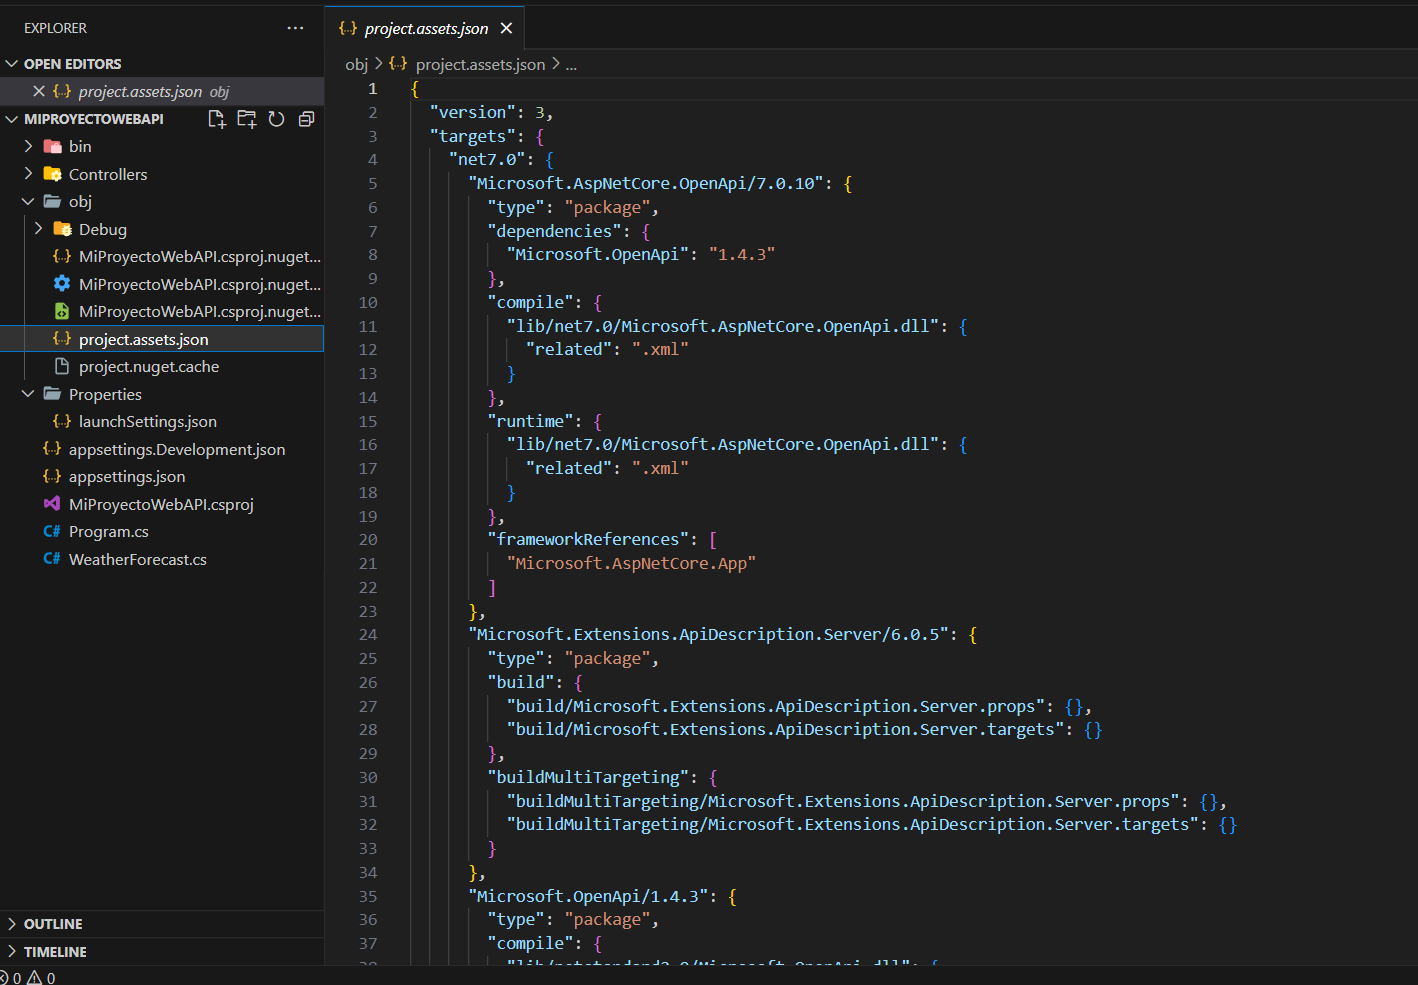 EXPLORER
OPEN EDITORS
project.assets.json obj
MIPROYECTOWEBAPI
bin
Controllers
obj
Debug
MiProyectoWebAPI.csproj.nuget...
MiProyectoWebAPI.csproj.nuget...
MiProyectoWebAPI.csproj.nuget...
project.assets.json
project.nuget.cache
Properties
launchSettings.json
appsettings.Development.json
appsettings.json
MiProyectoWebAPI.csproj
C# Program.cs
C# WeatherForecast.cs
OUTLINE
TIMELINE
0 0
{..} project.assets.json
obj > {..} project.assets.json > ...
1 {
2 "version": 3,
3 "targets": {
4 "net7.0": {
5 "Microsoft.AspNetCore.OpenApi/7.0.10": {
6 "type": "package",
7 "dependencies": {
8 "Microsoft.OpenApi": "1.4.3"
9 },
10 "compile": {
11 "lib/net7.0/Microsoft.AspNetCore.OpenApi.dll": {
12 "related": ".xml"
13 }
14 },
15 "runtime": {
16 "lib/net7.0/Microsoft.AspNetCore.OpenApi.dll": {
17 "related": ".xml"
18 }
19 },
20 "frameworkReferences": [
21 "Microsoft.AspNetCore.App"
22 ]
23 },
24 "Microsoft.Extensions.ApiDescription.Server/6.0.5": {
25 "type": "package",
26 "build": {
27 "build/Microsoft.Extensions.ApiDescription.Server.props": {},
28 "build/Microsoft.Extensions.ApiDescription.Server.targets": {}
29 },
30 "buildMultiTargeting": {
31 "buildMultiTargeting/Microsoft.Extensions.ApiDescription.Server.props": {},
32 "buildMultiTargeting/Microsoft.Extensions.ApiDescription.Server.targets": {}
33 }
34 },
35 "Microsoft.OpenApi/1.4.3": {
36 "type": "package",
37 "compile": {